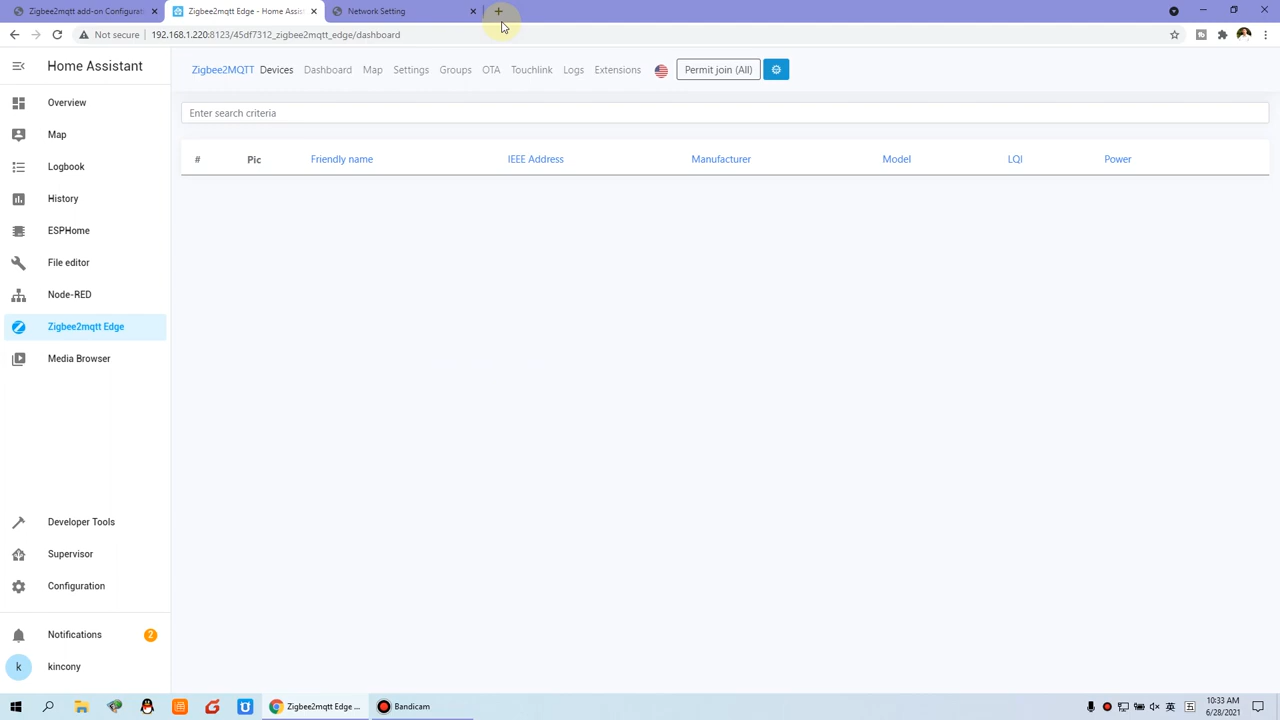 Zigbee2mqtt add-on Configurat
Zigbee2mqtt Edge - Home Assist
Network Setting
Not secure
192.168.1.220:8123/45df7312_zigbee2mqtt_edge/dashboard
Home Assistant
Zigbee2MQTT Devices Dashboard Map Settings Groups OTA Touchlink Logs Extensions Permit join (All)
Enter search criteria
# Pic Friendly name IEEE Address Manufacturer Model LQI Power
Overview
Map
Logbook
History
ESPHome
File editor
Node-RED
Zigbee2mqtt Edge
Media Browser
Developer Tools
Supervisor
Configuration
Notifications 2
k kincony
Zigbee2mqtt Edge ...
Bandicam
英
10:33 AM
6/28/2021